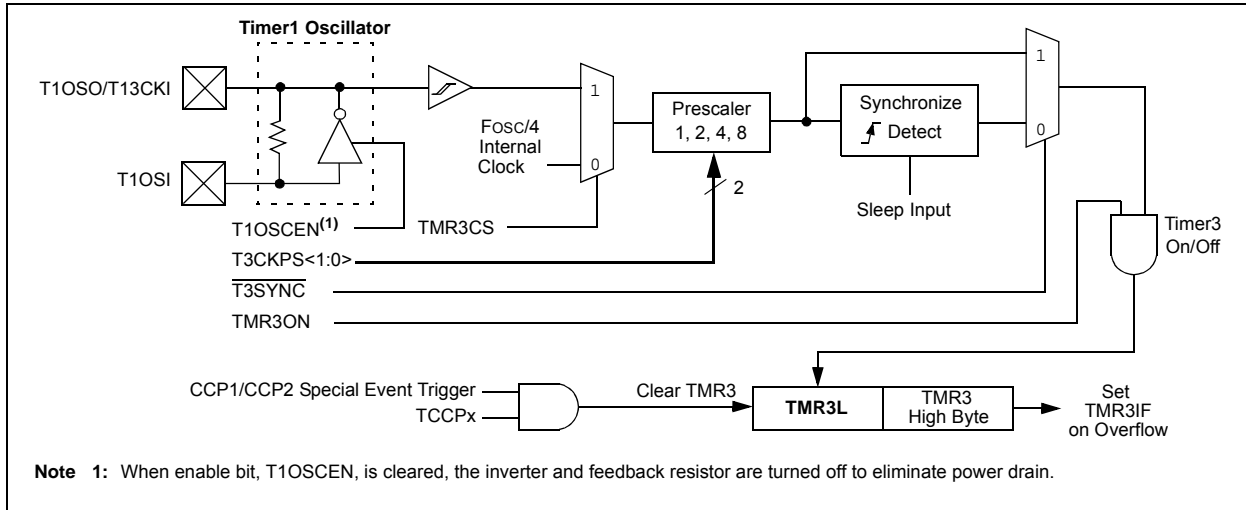 Timer1 Oscillator
T1OSO/T13CKI
T1OSI
1
FOSC/4
Internal
Clock
0
Prescaler
1, 2, 4, 8
2
Synchronize
Detect
Sleep Input
1
0
T1OSCEN(1)
TMR3CS
T3CKPS<1:0>
T3SYNC
TMR3ON
Timer3
On/Off
CCP1/CCP2 Special Event Trigger
TCCPx
Clear TMR3
TMR3L
TMR3
High Byte
Set
TMR3IF
on Overflow
Note 1: When enable bit, T1OSCEN, is cleared, the inverter and feedback resistor are turned off to eliminate power drain.